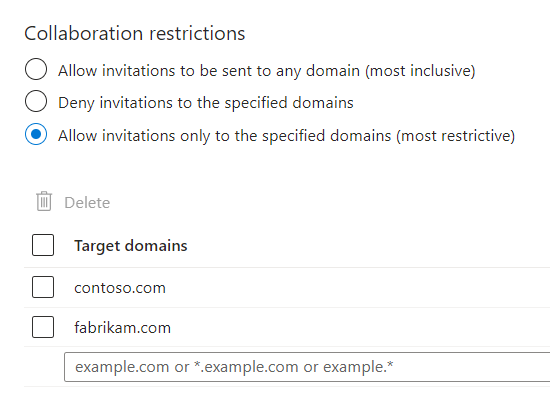 Collaboration restrictions
Allow invitations to be sent to any domain (most inclusive)
Deny invitations to the specified domains
Allow invitations only to the specified domains (most restrictive)
Delete
Target domains
contoso.com
fabrikam.com
example.com or *.example.com or example.*